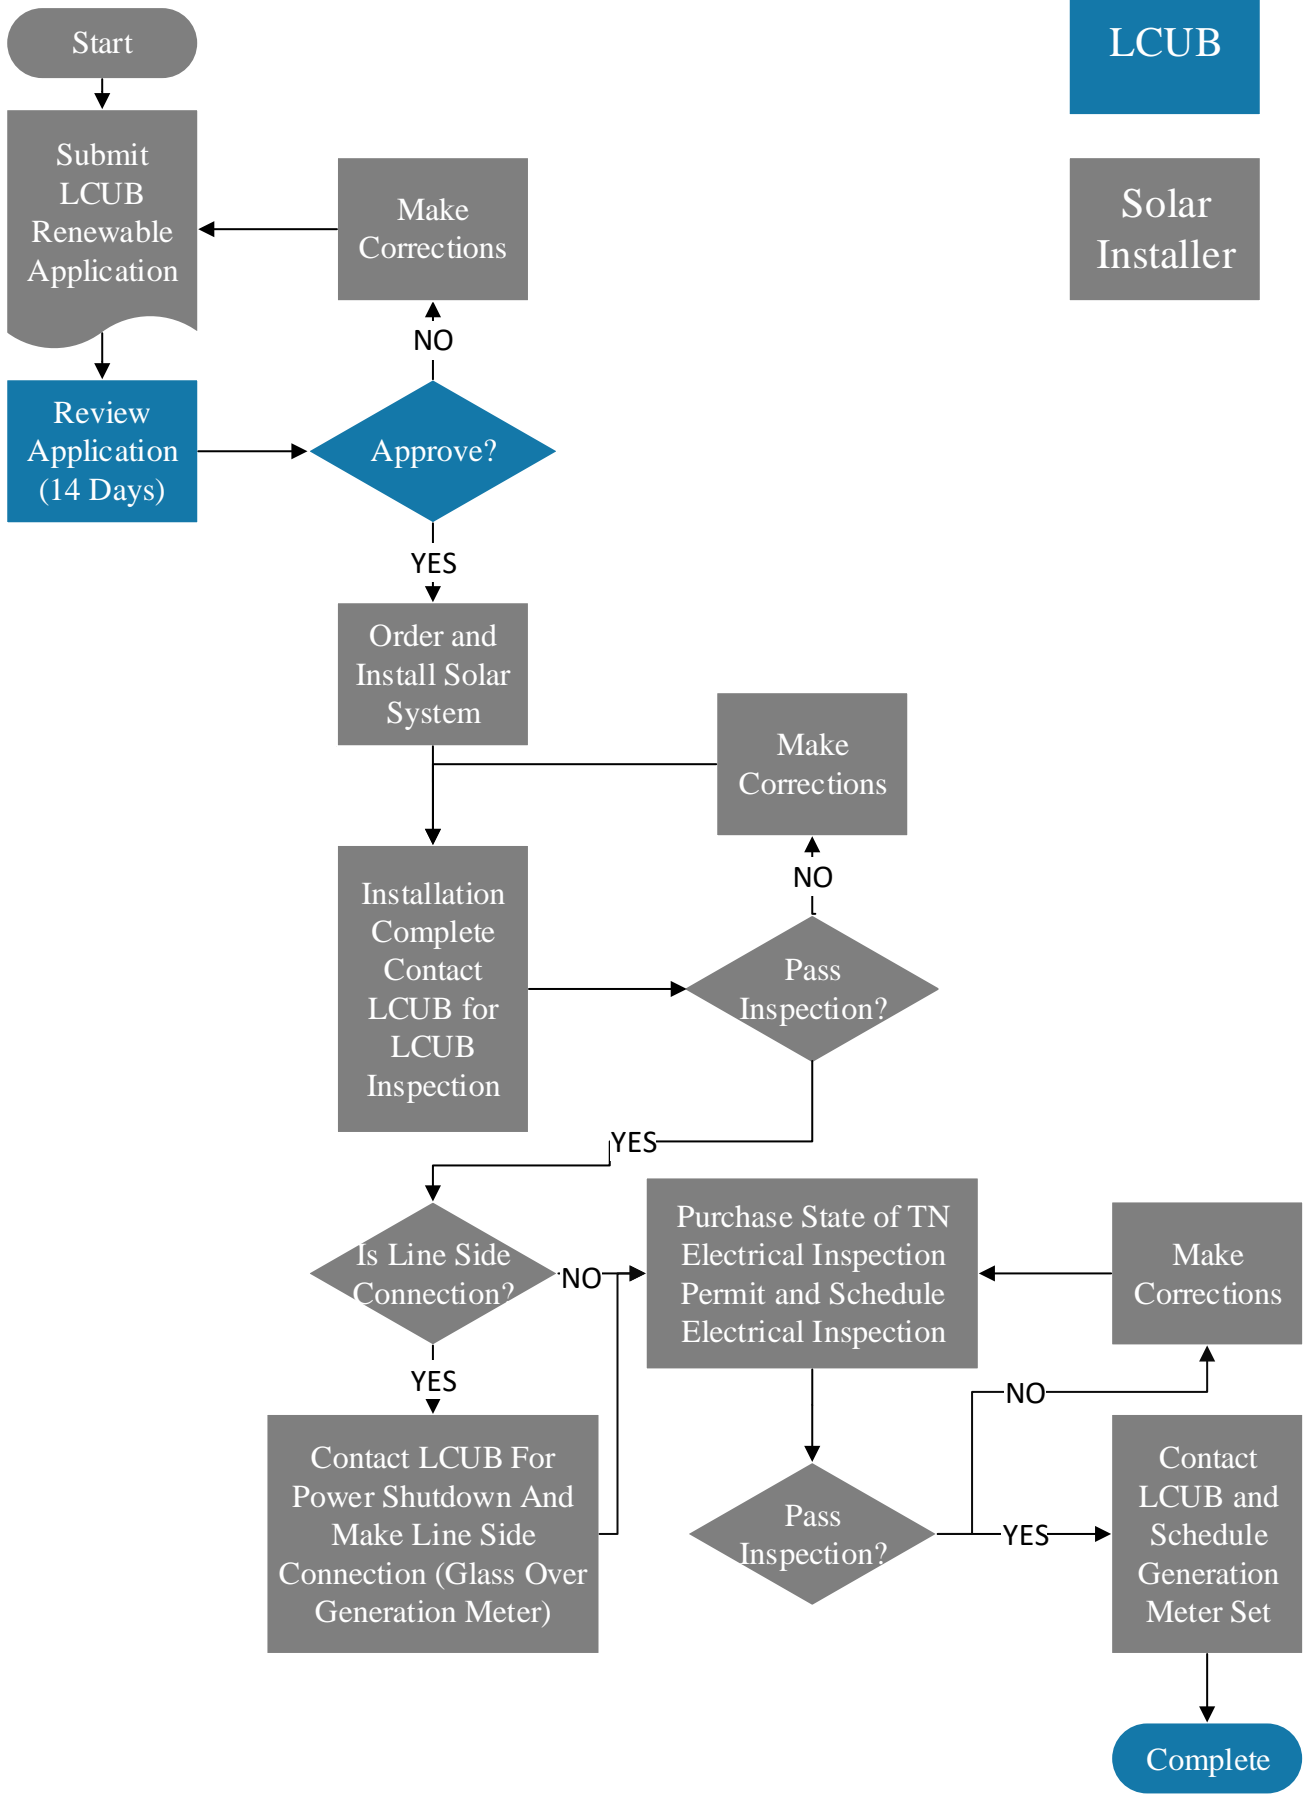 Start
LCUB
Solar
Installer
Submit
LCUB
Renewable
Application
Make
Corrections
NO
Review
Application
(14 Days)
Approve?
YES
Order and
Install Solar
System
Make
Corrections
NO
Installation
Complete
Contact
LCUB for
LCUB
Inspection
Pass
Inspection?
YES
Is Line Side
Connection?
NO
Purchase State of TN
Electrical Inspection
Permit and Schedule
Electrical Inspection
Make
Corrections
YES
NO
Contact LCUB For
Power Shutdown And
Make Line Side
Connection (Glass Over
Generation Meter)
Pass
Inspection?
YES
Contact
LCUB and
Schedule
Generation
Meter Set
Complete